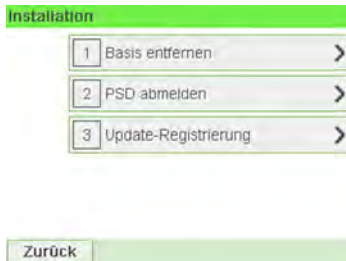 Installation
1 Basis entfernen
2 PSD abmelden
3 Update-Registrierung
Zurück